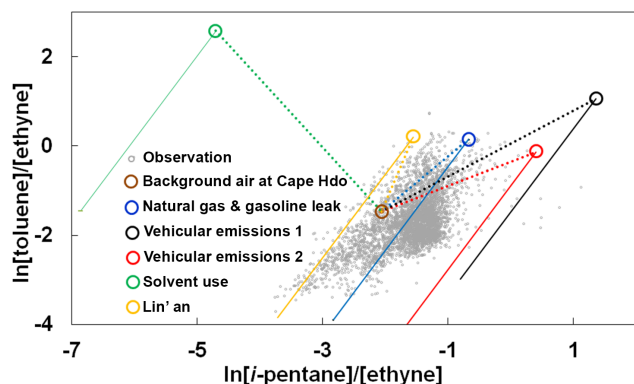 2
0
-2
-4
ln[toluene]/[ethyne]
Observation
Background air at Cape Hdo
Natural gas & gasoline leak
Vehicular emissions 1
Vehicular emissions 2
Solvent use
Lin' an
-7 -5 -3 -1 1
ln[i-pentane]/[ethyne]